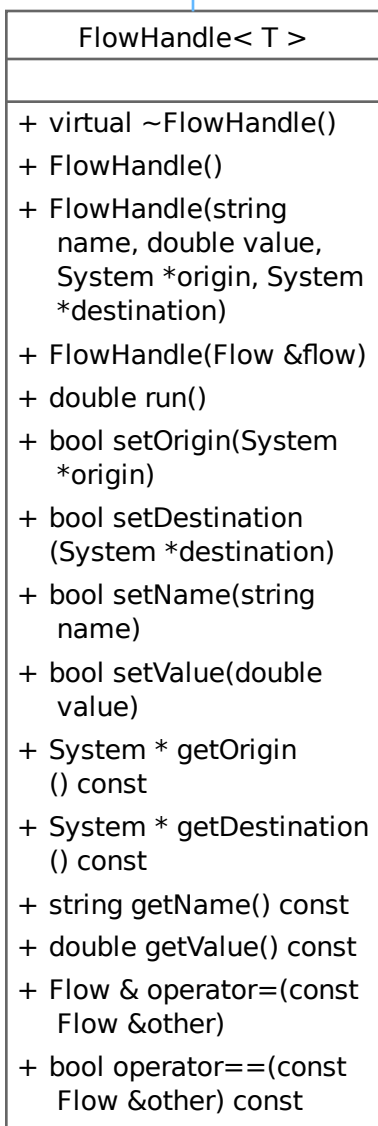 FlowHandle< T >
+ virtual ~FlowHandle()
+ FlowHandle()
+ FlowHandle(string
name, double value,
System *origin, System
*destination)
+ FlowHandle(Flow &flow)
+ double run()
+ bool setOrigin(System
*origin)
+ bool setDestination
(System *destination)
+ bool setName(string
name)
+ bool setValue(double
value)
+ System * getOrigin
() const
+ System * getDestination
() const
+ string getName() const
+ double getValue() const
+ Flow & operator=(const
Flow &other)
+ bool operator==(const
Flow &other) const